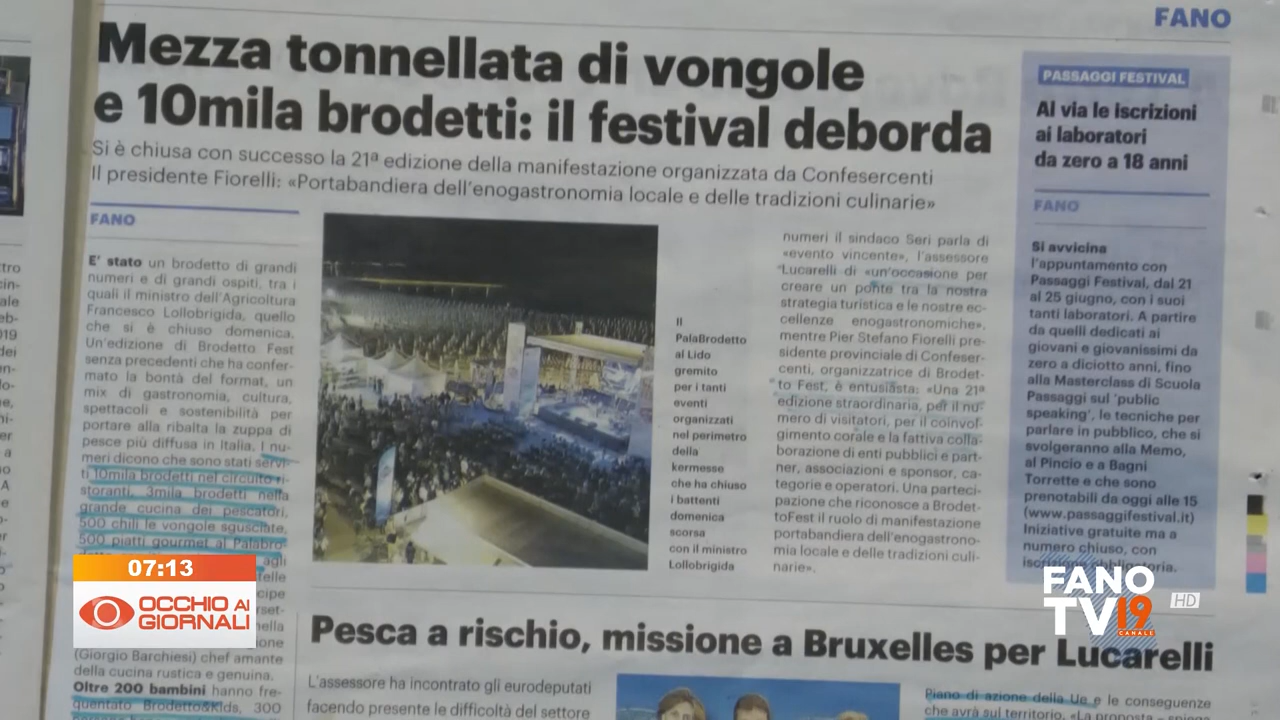 FANO
Mezza tonnellata di vongole
e 10mila brodetti: il festival deborda
Si è chiusa con successo la 21ª edizione della manifestazione organizzata da Confesercenti
Il presidente Fiorelli: «Portabandiera dell'enogastronomia locale e delle tradizioni culinarie»
FANO
E' stato un brodetto di grandi
numeri e di grandi ospiti, tra i
quali il ministro dell'Agricoltura
Francesco Lollobrigida, quello
che si è chiuso domenica.
Un'edizione di Brodetto Fest
senza precedenti che ha confer-
mato la bontà del format, un
mix di gastronomia, cultura,
spettacoli e sostenibilità per
portare alla ribalta la zuppa di
pesce più diffusa in Italia. I nu-
meri dicono che sono stati servi-
ti 10mila brodetti nel circuito ri-
storanti, 3mila brodetti nella
grande cucina dei pescatori,
500 chili le vongole sgusciate,
500 piatti gourmet al Palabro-
agli
telle
cipe
nella
(Giorgio Barchiesi) chef amante
della cucina rustica e genuina.
Oltre 200 bambini hanno fre-
quentato Brodetto&Kids, 300
Il
PalaBrodetto
al Lido
gremito
per i tanti
eventi
organizzati
nel perimetro
della
kermesse
che ha chiuso
i battenti
domenica
scorsa
con il ministro
Lollobrigida
numeri il sindaco Seri parla di
«evento vincente», l'assessore
Lucarelli di «un'occasione per
creare un ponte tra la nostra
strategia turistica e le nostre ec-
cellenze enogastronomiche»,
mentre Pier Stefano Fiorelli pre-
sidente provinciale di Confeser-
centi, organizzatrice di Brodet-
to Fest, è entusiasta: «Una 21ª
edizione straordinaria, per il nu-
mero di visitatori, per il coinvol-
gimento corale e la fattiva colla-
borazione di enti pubblici e part-
ner, associazioni e sponsor, ca-
tegorie e operatori. Una parteci-
pazione che riconosce a Brodet-
toFest il ruolo di manifestazione
portabandiera dell'enogastrono-
mia locale e delle tradizioni culi-
narie».
PASSAGGI FESTIVAL
Al via le iscrizioni
ai laboratori
da zero a 18 anni
FANO
Si avvicina
l'appuntamento con
Passaggi Festival, dal 21
al 25 giugno, con i suoi
tanti laboratori. A partire
da quelli dedicati ai
giovani e giovanissimi da
zero a diciotto anni, fino
alla Masterclass di Scuola
Passaggi sul 'public
speaking', le tecniche per
parlare in pubblico, che si
svolgeranno alla Memo,
al Pincio e a Bagni
Torrette e che sono
prenotabili da oggi alle 15
(www.passaggifestival.it)
Iniziative gratuite ma a
numero chiuso, con
Pesca a rischio, missione a Bruxelles per Lucarelli
L'assessore ha incontrato gli eurodeputati
facendo presente le difficoltà del settore
Piano di azione della Ue e le conseguenze
che avrà sul territorio. «La proposta – spega
07:13
OCCHIO AI
GIORNALI
FANO
TV19
CANALE
HD